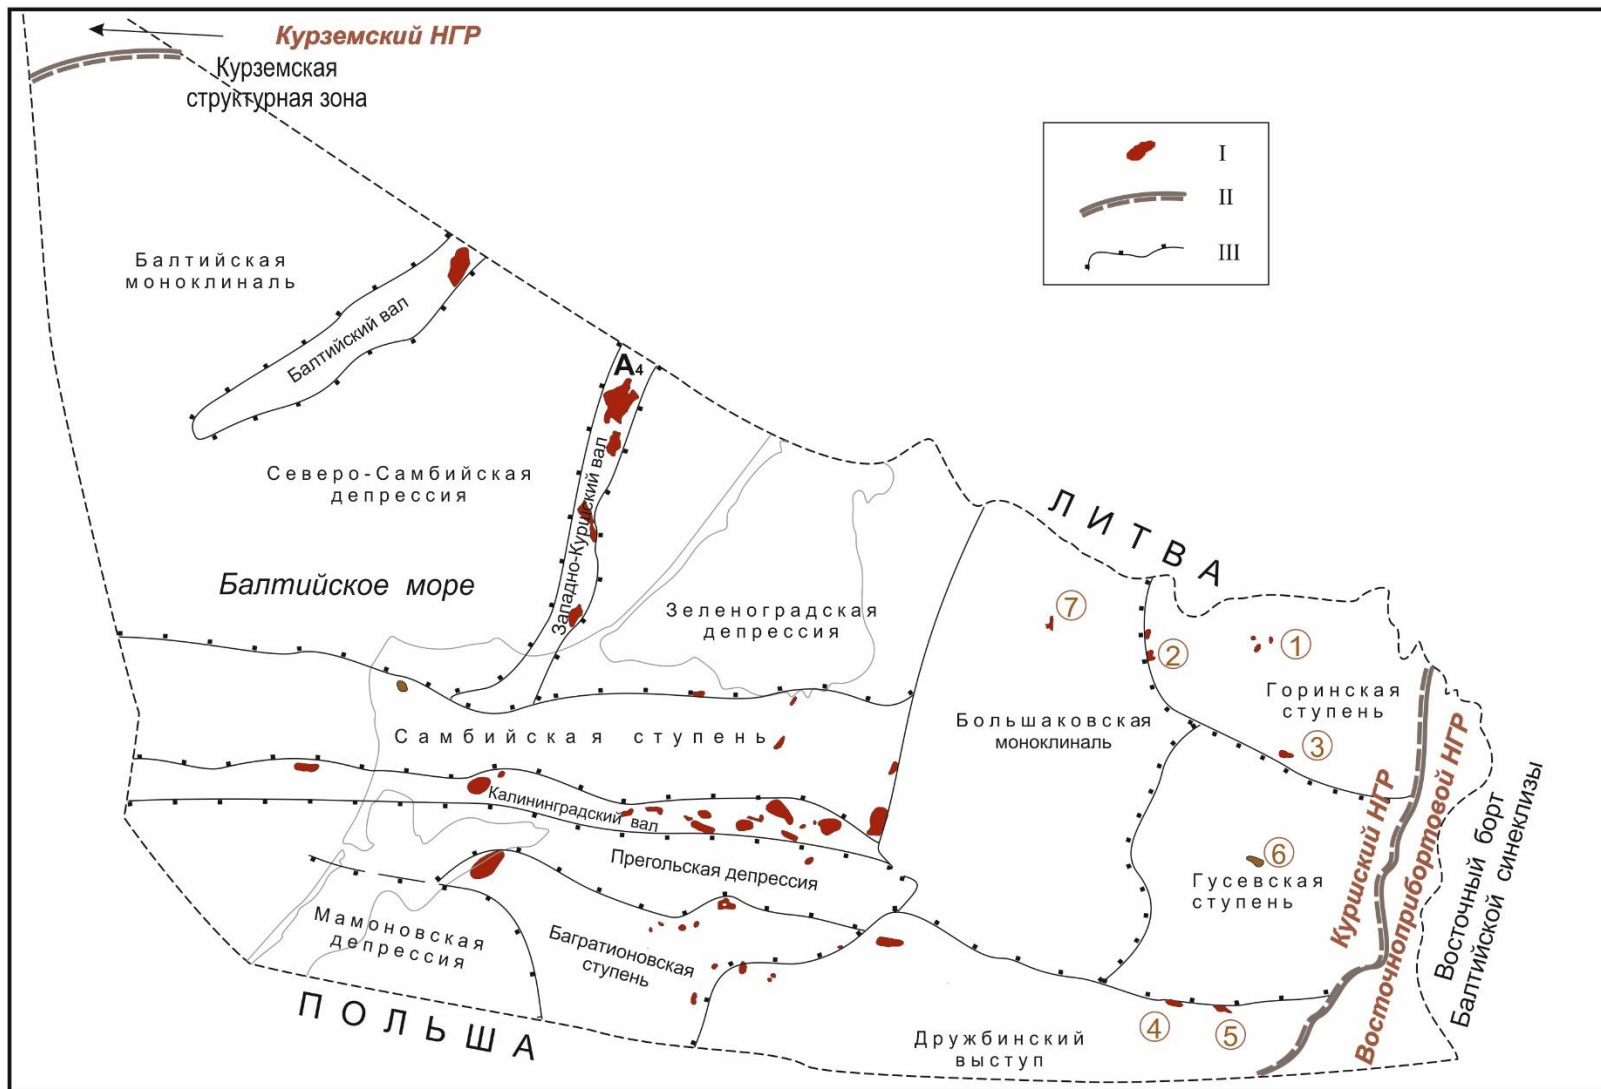 Курземский НГР
Курземская
структурная зона
I
II
III
Балтийская
моноклиналь
Балтийский вал
А4
Северо-Самбийская
депрессия
Западно-Куршский вал
Балтийское море
Зеленоградская
депрессия
ЛИТВА
7
2
1
Горинская
ступень
3
Большаковская
моноклиналь
Самбийская ступень
Калининградский вал
Прегольская депрессия
6
Гусевская
ступень
Куршский НГР
Восточноприбортовой НГР
Восточный борт
Балтийской синеклизы
Мамоновская
депрессия
Багратионовская
ступень
ПОЛЬША
4
5
Дружбинский
выступ